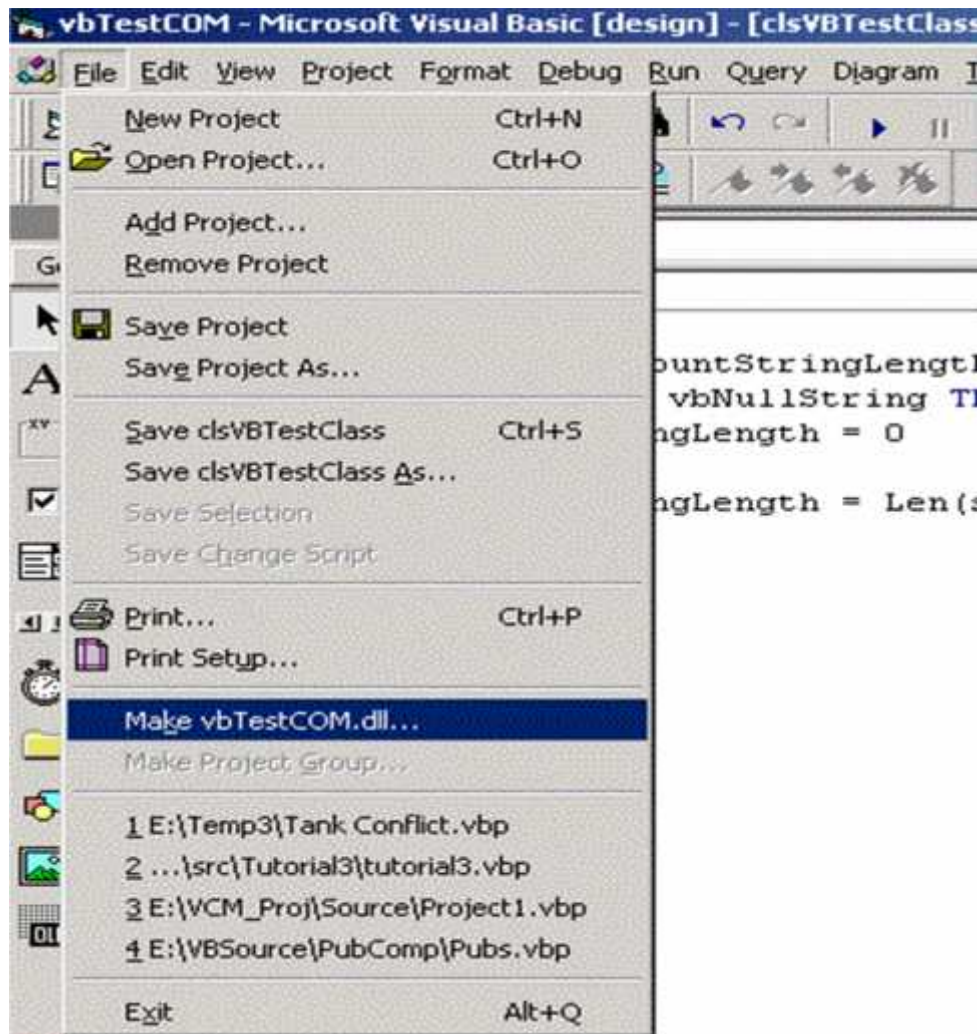 vbTestCOM - Microsoft Visual Basic [design] - [clsVBTestClass
File Edit View Project Format Debug Run Query Diagram
New Project Ctrl+N
Open Project... Ctrl+O
Add Project...
Remove Project
Save Project
Save Project As...
Save clsVBTestClass Ctrl+S
Save clsVBTestClass As...
Save Selection
Save Change Script
Print... Ctrl+P
Print Setup...
Make vbTestCOM.dll...
Make Project Group...
1 E:\Temp3\Tank Conflict.vbp
2 ...\src\Tutorial3\tutorial3.vbp
3 E:\VCM_Proj\Source\Project1.vbp
4 E:\VBSource\PubComp\Pubs.vbp
Exit Alt+Q
ountStringLength
vbNullString
ngLength = 0
ngLength = Len(